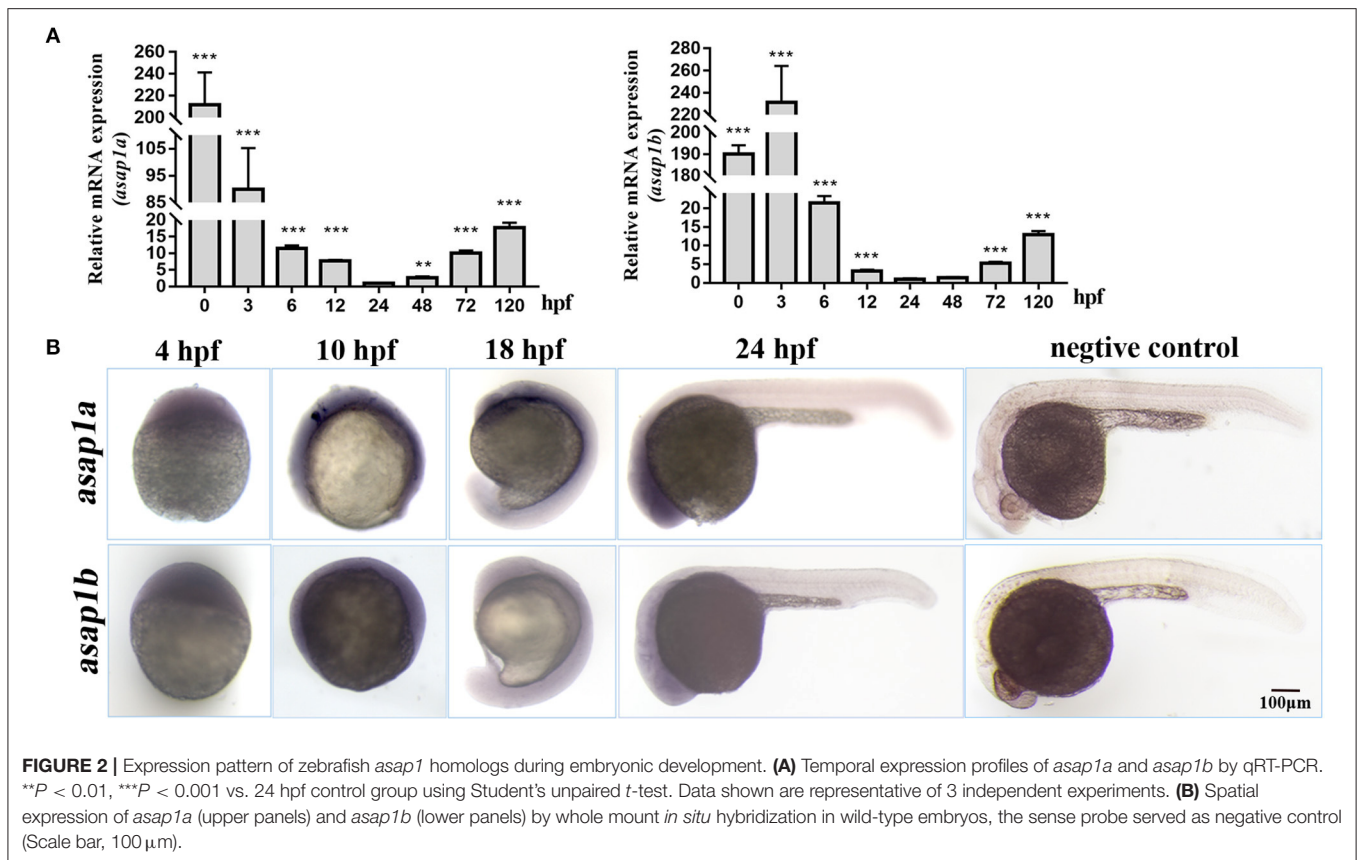 A
Relative mRNA expression
(asap1a)
260
240
220
200
105
95
85
20
15
10
5
0
***
***
***
***
**
***
***
0 3 6 12 24 48 72 120 hpf
Relative mRNA expression
(asap1b)
280
260
240
220
200
190
180
20
15
10
5
0
***
***
***
***
***
***
0 3 6 12 24 48 72 120 hpf
B
4 hpf 10 hpf 18 hpf 24 hpf negtive control
asap1a
asap1b
100μm
FIGURE 2 | Expression pattern of zebrafish asap1 homologs during embryonic development. (A) Temporal expression profiles of asap1a and asap1b by qRT-PCR.
**P < 0.01, ***P < 0.001 vs. 24 hpf control group using Student's unpaired t-test. Data shown are representative of 3 independent experiments. (B) Spatial
expression of asap1a (upper panels) and asap1b (lower panels) by whole mount in situ hybridization in wild-type embryos, the sense probe served as negative control
(Scale bar, 100 μm).